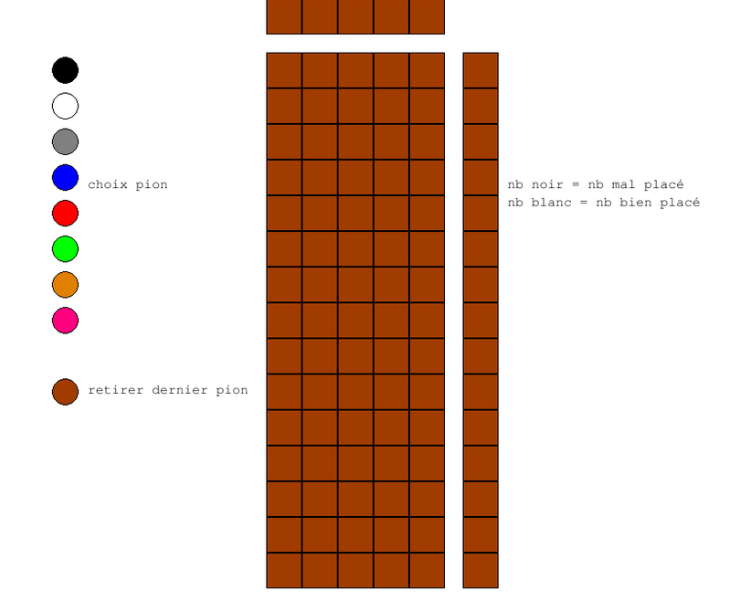 choix pion
nb noir = nb mal placé
nb blanc = nb bien placé
retirer dernier pion